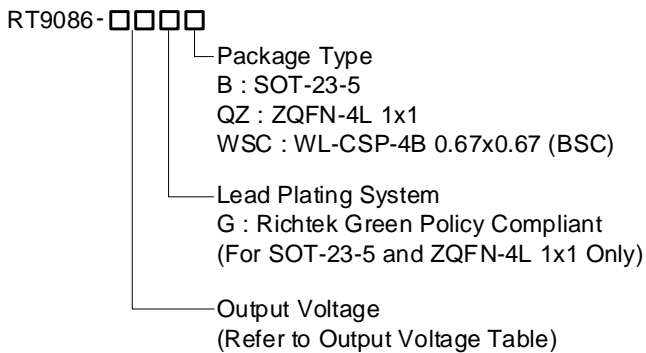 RT9086-□□□□
Package Type
B : SOT-23-5
QZ : ZQFN-4L 1x1
WSC : WL-CSP-4B 0.67x0.67 (BSC)
Lead Plating System
G : Richtek Green Policy Compliant
(For SOT-23-5 and ZQFN-4L 1x1 Only)
Output Voltage
(Refer to Output Voltage Table)